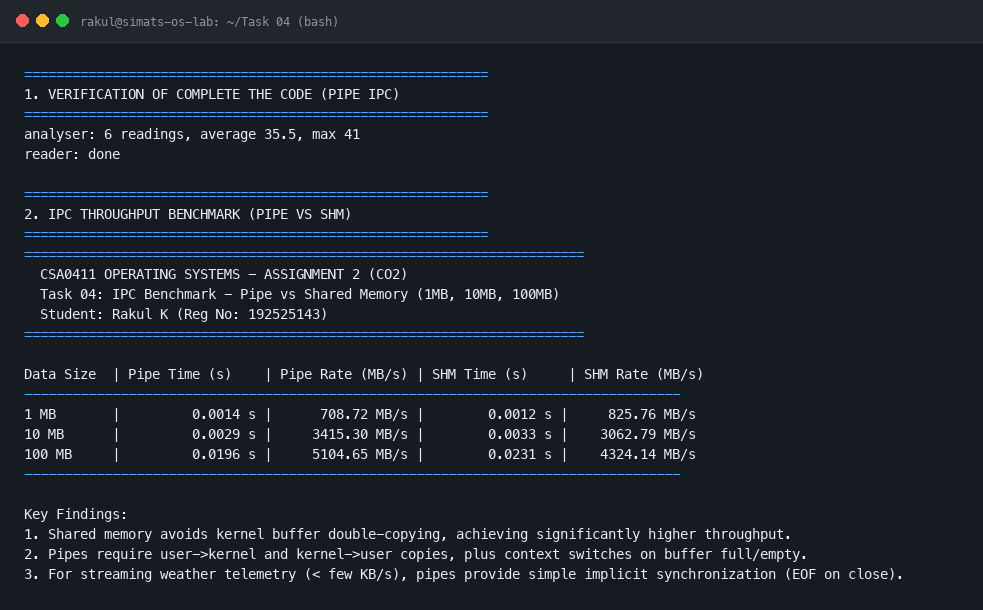 rakul@simats-os-lab: ~/Task 04 (bash)
==========================================================
1. VERIFICATION OF COMPLETE THE CODE (PIPE IPC)
==========================================================
analyser: 6 readings, average 35.5, max 41
reader: done
==========================================================
2. IPC THROUGHPUT BENCHMARK (PIPE VS SHM)
==========================================================
======================================================================
  CSA0411 OPERATING SYSTEMS - ASSIGNMENT 2 (CO2)
  Task 04: IPC Benchmark - Pipe vs Shared Memory (1MB, 10MB, 100MB)
  Student: Rakul K (Reg No: 192525143)
======================================================================
Data Size  | Pipe Time (s)    | Pipe Rate (MB/s) | SHM Time (s)     | SHM Rate (MB/s)
----------------------------------------------------------------------------------
1 MB       |         0.0014 s |      708.72 MB/s |        0.0012 s |     825.76 MB/s
10 MB      |         0.0029 s |     3415.30 MB/s |        0.0033 s |    3062.79 MB/s
100 MB     |         0.0196 s |     5104.65 MB/s |        0.0231 s |    4324.14 MB/s
----------------------------------------------------------------------------------
Key Findings:
1. Shared memory avoids kernel buffer double-copying, achieving significantly higher throughput.
2. Pipes require user->kernel and kernel->user copies, plus context switches on buffer full/empty.
3. For streaming weather telemetry (< few KB/s), pipes provide simple implicit synchronization (EOF on close).